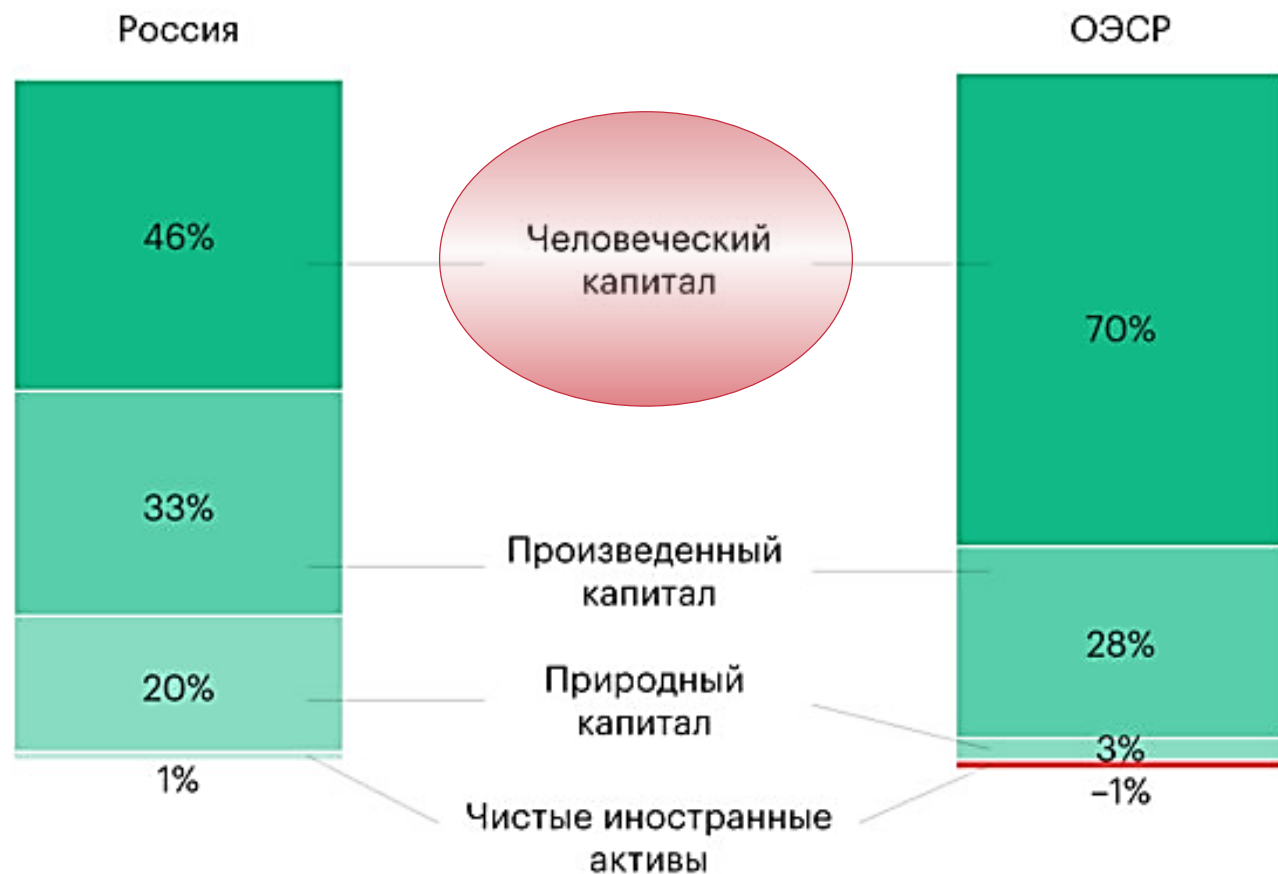 Россия
ОЭСР
46%
Человеческий
капитал
70%
33%
Произведенный
капитал
28%
20%
Природный
капитал
3%
1%
–1%
Чистые иностранные
активы